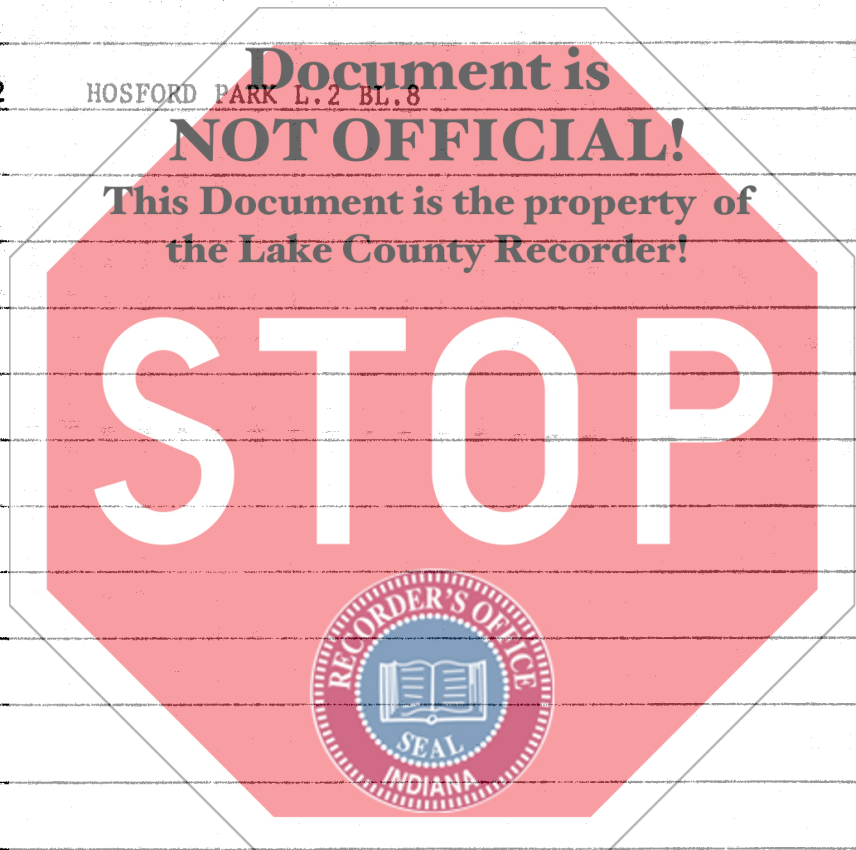 Document is
HOSFORD PARK L.2 BL.8
NOT OFFICIAL!
This Document is the property of
the Lake County Recorder!
STOP
RECORDER'S OFFICE
SEAL
INDIANA